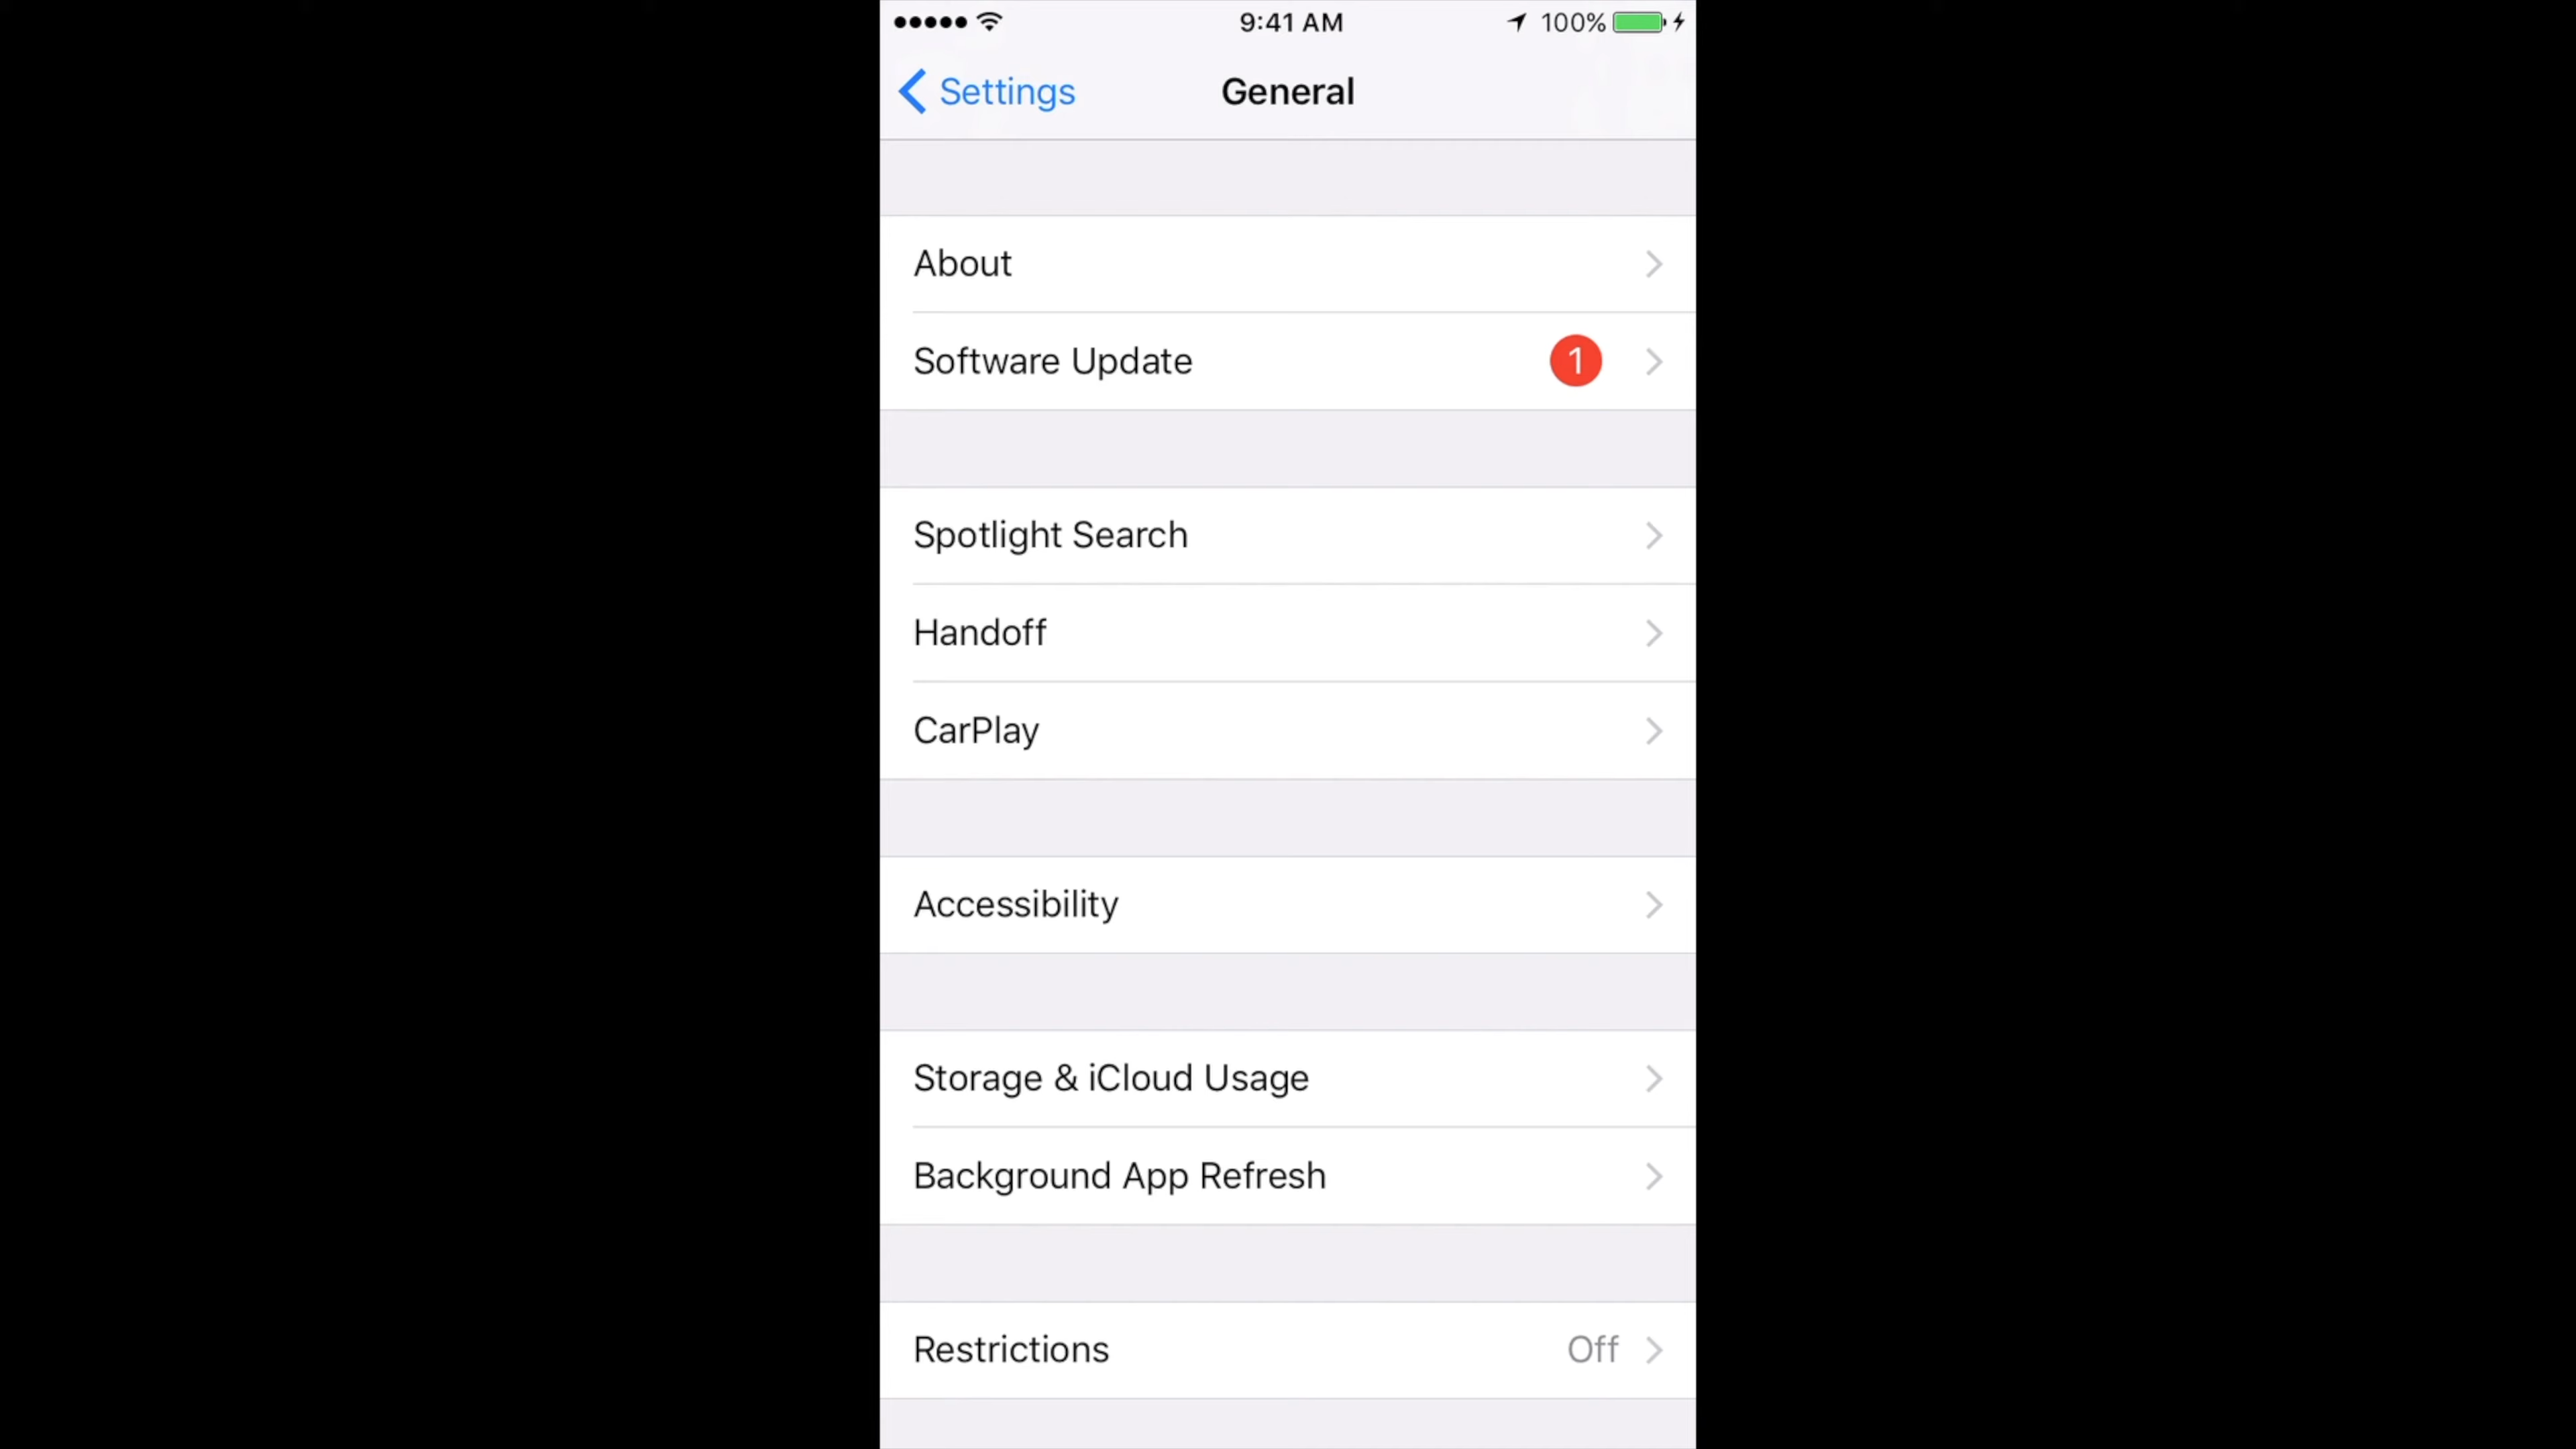 9:41 AM 100%
Settings General
About
Software Update 1
Spotlight Search
Handoff
CarPlay
Accessibility
Storage & iCloud Usage
Background App Refresh
Restrictions Off